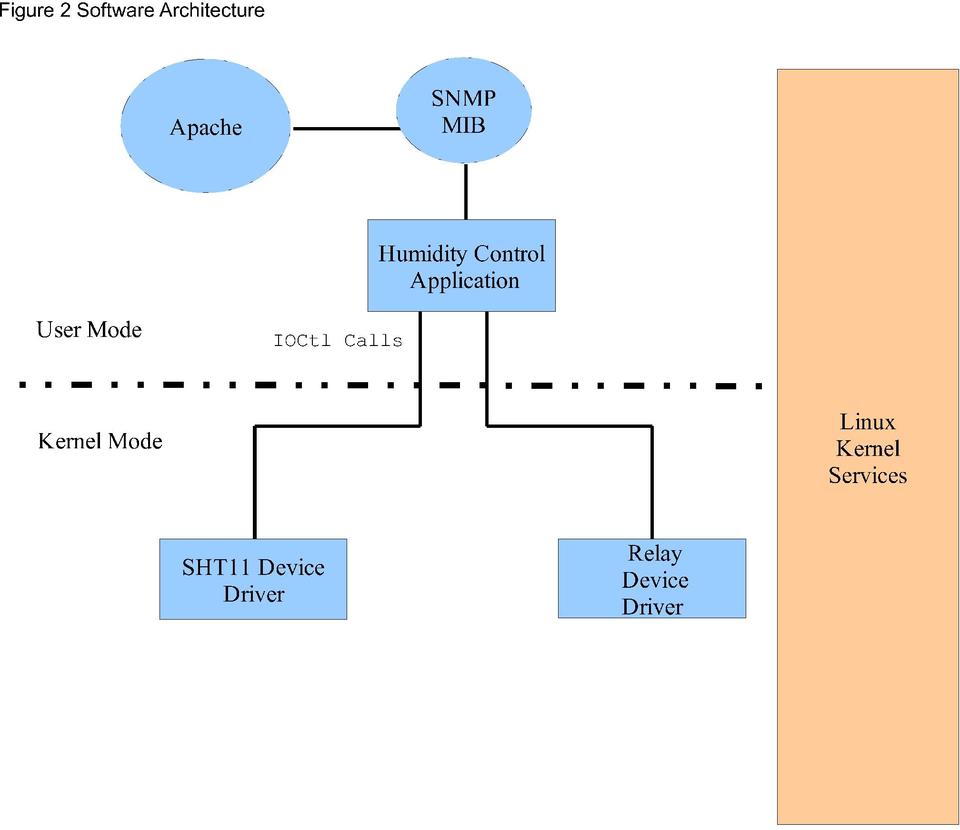 Figure 2 Software Architecture
Apache
SNMP
MIB
Humidity Control
Application
User Mode
IOCtl Calls
Kernel Mode
Linux
Kernel
Services
SHT11 Device
Driver
Relay
Device
Driver